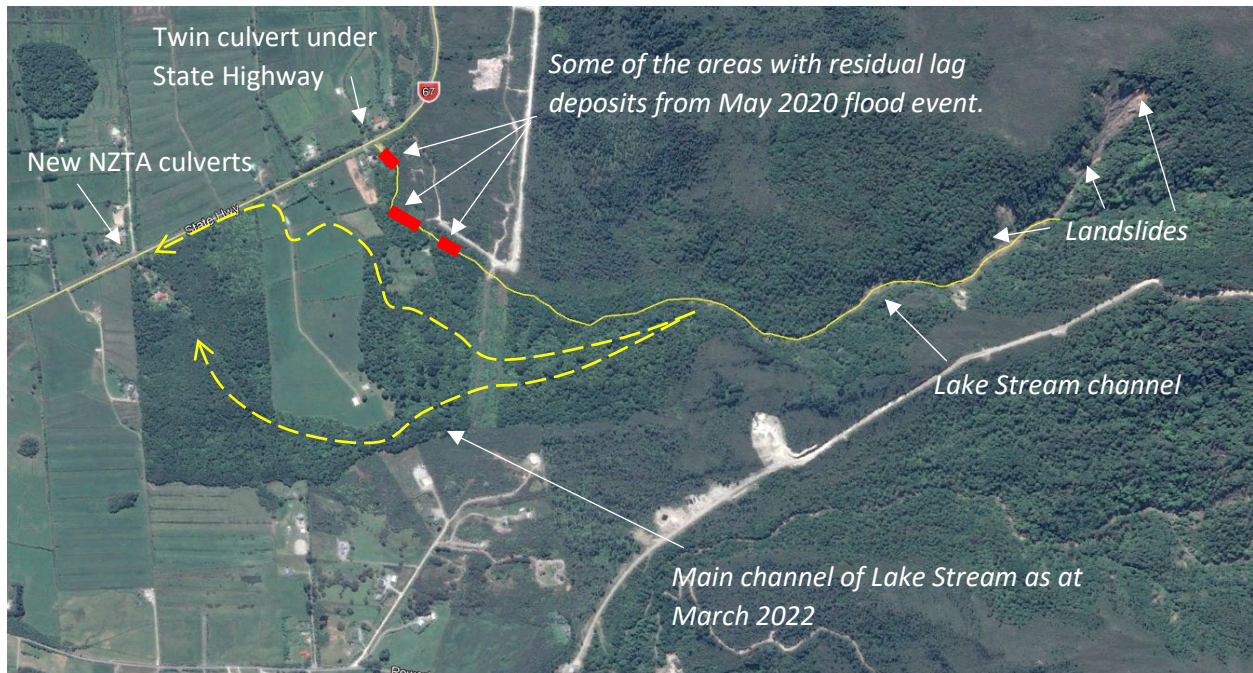 Twin culvert under
State Highway
67
Some of the areas with residual lag
deposits from May 2020 flood event.
New NZTA culverts
State Hwy
Landslides
Lake Stream channel
Main channel of Lake Stream as at
March 2022